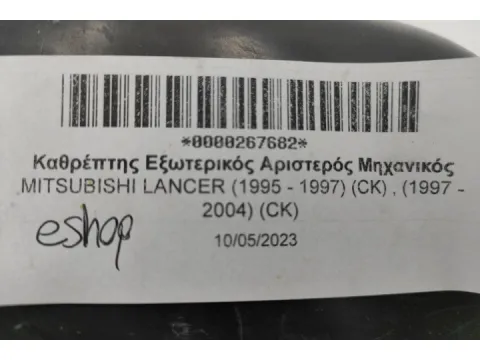 *0000267682*
Καθρέπτης Εξωτερικός Αριστερός Μηχανικός
MITSUBISHI LANCER (1995 - 1997) (CK) , (1997 -
2004) (CK)
eshop
10/05/2023